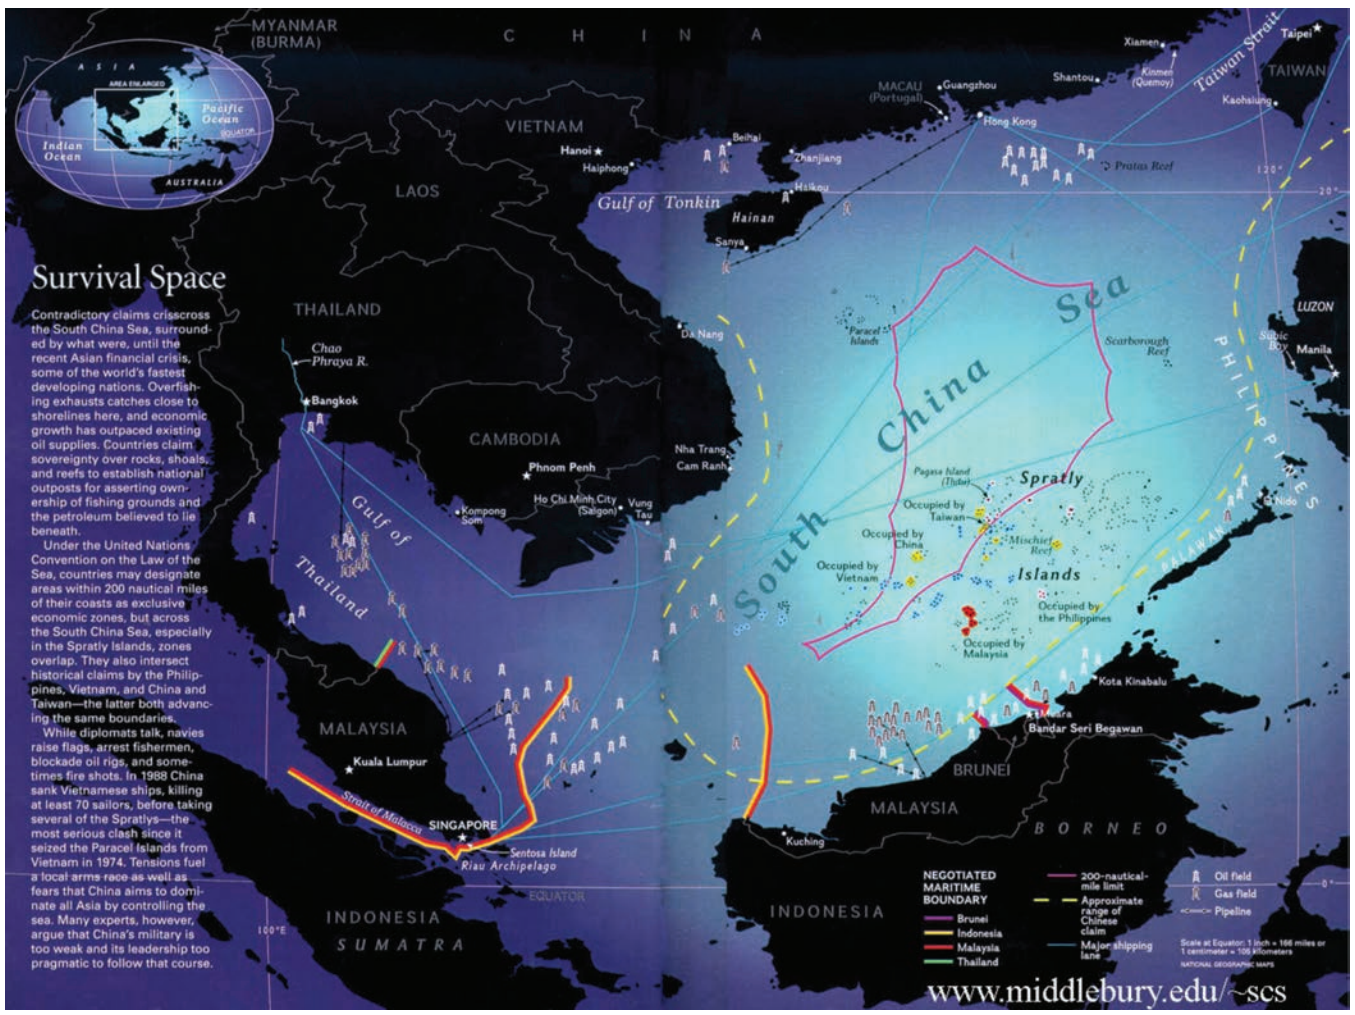 MYANMAR
(BURMA)
C H I N A
Taipei
Taiwan Strait
TAIWAN
Xiamen
Kinmen
(Quemoy)
Shantou
Kaohsiung
MACAU
(Portugal)
Guangzhou
Hong Kong
ASIA
AREA ENLARGED
Pacific
Ocean
EQUATOR
Indian
Ocean
AUSTRALIA
VIETNAM
Hanoi
Haiphong
LAOS
Beihai
Zhanjiang
Haikou
Hainan
Sanya
Gulf of Tonkin
Pratas Reef
120°
20°
Survival Space
Contradictory claims crisscross
the South China Sea, surround-
ed by what were, until the
recent Asian financial crisis,
some of the world's fastest
developing nations. Overfish-
ing exhausts catches close to
shorelines here, and economic
growth has outpaced existing
oil supplies. Countries claim
sovereignty over rocks, shoals,
and reefs to establish national
outposts for asserting own-
ership of fishing grounds and
the petroleum believed to lie
beneath.
Under the United Nations
Convention on the Law of the
Sea, countries may designate
areas within 200 nautical miles
of their coasts as exclusive
economic zones, but across
the South China Sea, especially
in the Spratly Islands, zones
overlap. They also intersect
historical claims by the Philip-
pines, Vietnam, and China and
Taiwan—the latter both advanc-
ing the same boundaries.
While diplomats talk, navies
raise flags, arrest fishermen,
blockade oil rigs, and some-
times fire shots. In 1988 China
sank Vietnamese ships, killing
at least 70 sailors, before taking
several of the Spratlys—the
most serious clash since it
seized the Paracel Islands from
Vietnam in 1974. Tensions fuel
a local arms race as well as
fears that China aims to domi-
nate all Asia by controlling the
sea. Many experts, however,
argue that China's military is
too weak and its leadership too
pragmatic to follow that course.
THAILAND
Chao
Phraya R.
Bangkok
CAMBODIA
Phnom Penh
Kompong
Som
Ho Chi Minh City
(Saigon)
Vung
Tau
Da Nang
Nha Trang
Cam Ranh
Gulf of
Thailand
South China Sea
Paracel
Islands
Scarborough
Reef
LUZON
Subic
Bay
Manila
PHILIPPINES
PALAWAN
El Nido
Pagasa Island
(Thitu)
Spratly
Islands
Occupied by
Taiwan
Occupied by
China
Mischief
Reef
Occupied by
Vietnam
Occupied by
the Philippines
Occupied by
Malaysia
Kota Kinabalu
Bandar Seri Begawan
BRUNEI
MALAYSIA
Kuala Lumpur
Strait of Malacca
SINGAPORE
Sentosa Island
Riau Archipelago
MALAYSIA
BORNEO
Kuching
EQUATOR
INDONESIA
SUMATRA
INDONESIA
100°E
0°
NEGOTIATED
MARITIME
BOUNDARY
Brunei
Indonesia
Malaysia
Thailand
200-nautical-
mile limit
Approximate
range of
Chinese
claim
Major shipping
lane
Oil field
Gas field
Pipeline
Scale at Equator: 1 inch = 166 miles or
1 centimeter = 105 kilometers
NATIONAL GEOGRAPHIC MAPS
www.middlebury.edu/~scs